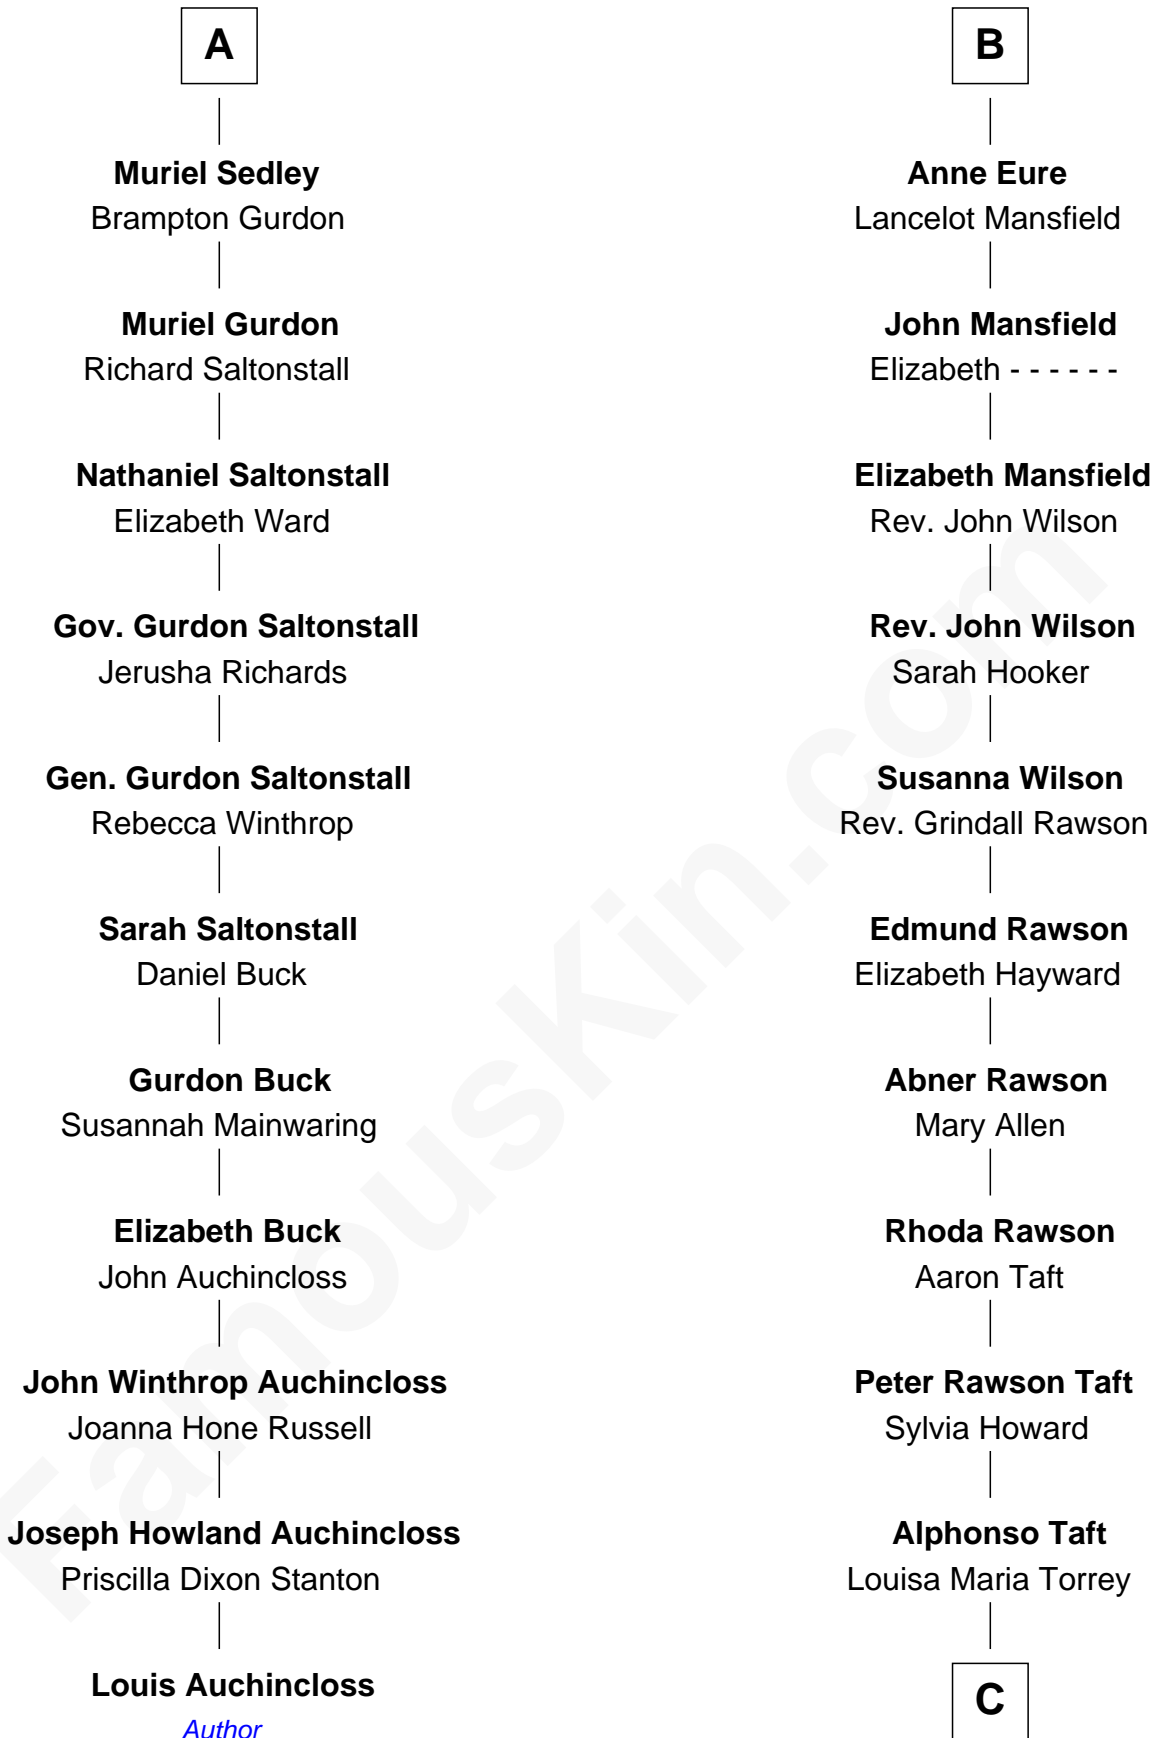 A
Muriel Sedley
Brampton Gurdon
Muriel Gurdon
Richard Saltonstall
Nathaniel Saltonstall
Elizabeth Ward
Gov. Gurdon Saltonstall
Jerusha Richards
Gen. Gurdon Saltonstall
Rebecca Winthrop
Sarah Saltonstall
Daniel Buck
Gurdon Buck
Susannah Mainwaring
Elizabeth Buck
John Auchincloss
John Winthrop Auchincloss
Joanna Hone Russell
Joseph Howland Auchincloss
Priscilla Dixon Stanton
Louis Auchincloss
Author
B
Anne Eure
Lancelot Mansfield
John Mansfield
Elizabeth - - - - - -
Elizabeth Mansfield
Rev. John Wilson
Rev. John Wilson
Sarah Hooker
Susanna Wilson
Rev. Grindall Rawson
Edmund Rawson
Elizabeth Hayward
Abner Rawson
Mary Allen
Rhoda Rawson
Aaron Taft
Peter Rawson Taft
Sylvia Howard
Alphonso Taft
Louisa Maria Torrey
C
FamousKin.com